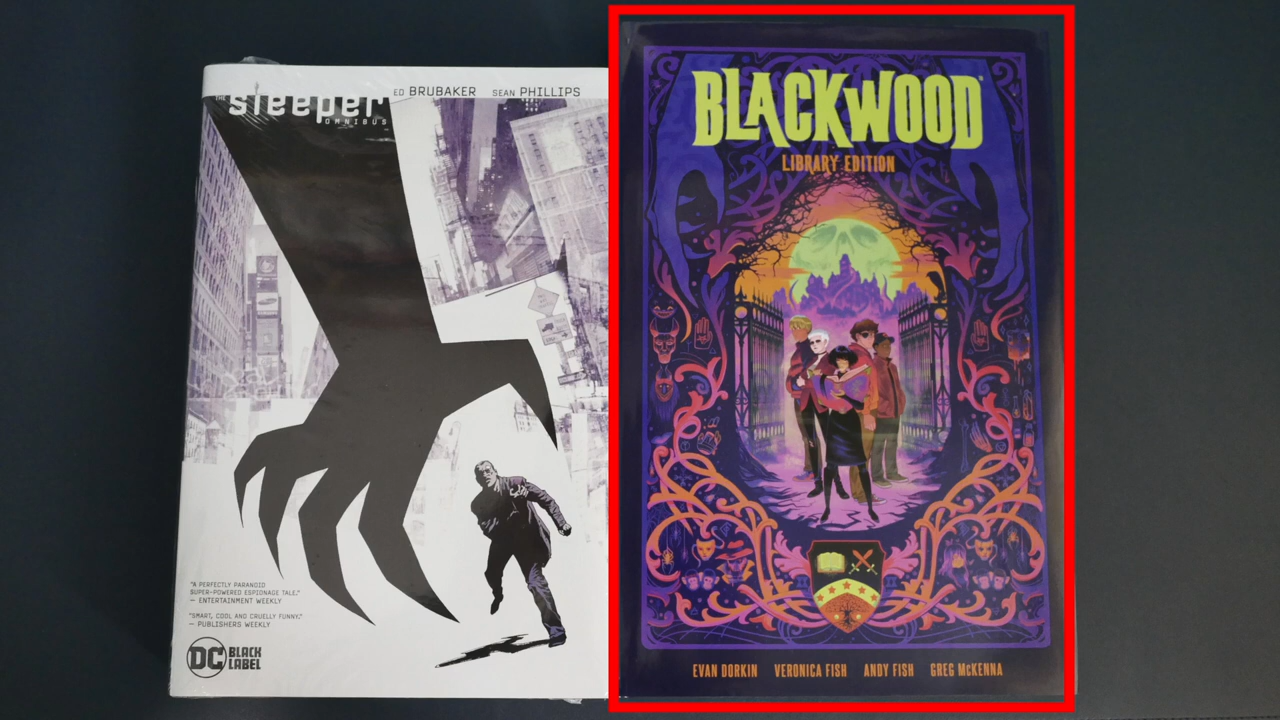 THE sleeper
OMNIBUS
ED BRUBAKER SEAN PHILLIPS
"A PERFECTLY PARANOID
SUPER-POWERED ESPIONAGE TALE."
— ENTERTAINMENT WEEKLY
"SMART, COOL AND CRUELLY FUNNY."
— PUBLISHERS WEEKLY
DC BLACK
LABEL
BLACKWOOD
LIBRARY EDITION
EVAN DORKIN VERONICA FISH ANDY FISH GREG McKENNA